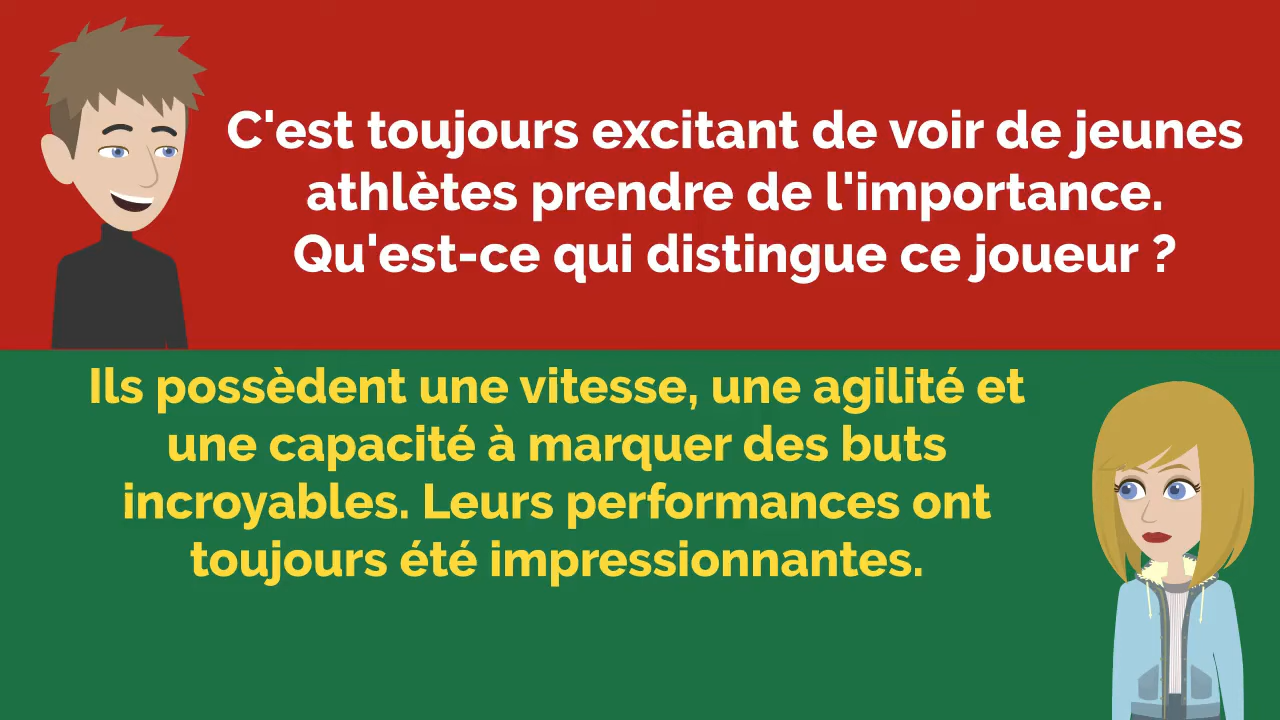 C'est toujours excitant de voir de jeunes
athlètes prendre de l'importance.
Qu'est-ce qui distingue ce joueur ?
Ils possèdent une vitesse, une agilité et
une capacité à marquer des buts
incroyables. Leurs performances ont
toujours été impressionnantes.